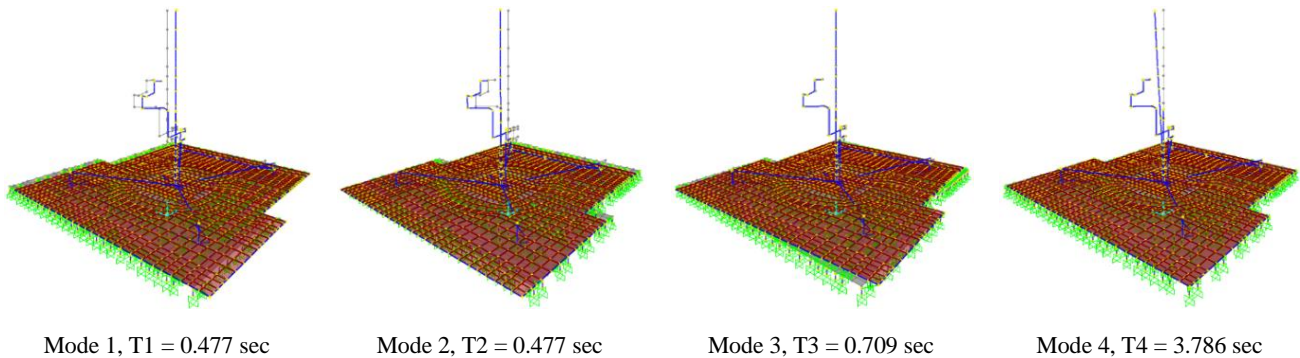 Mode 1, T1 = 0.477 sec
Mode 2, T2 = 0.477 sec
Mode 3, T3 = 0.709 sec
Mode 4, T4 = 3.786 sec